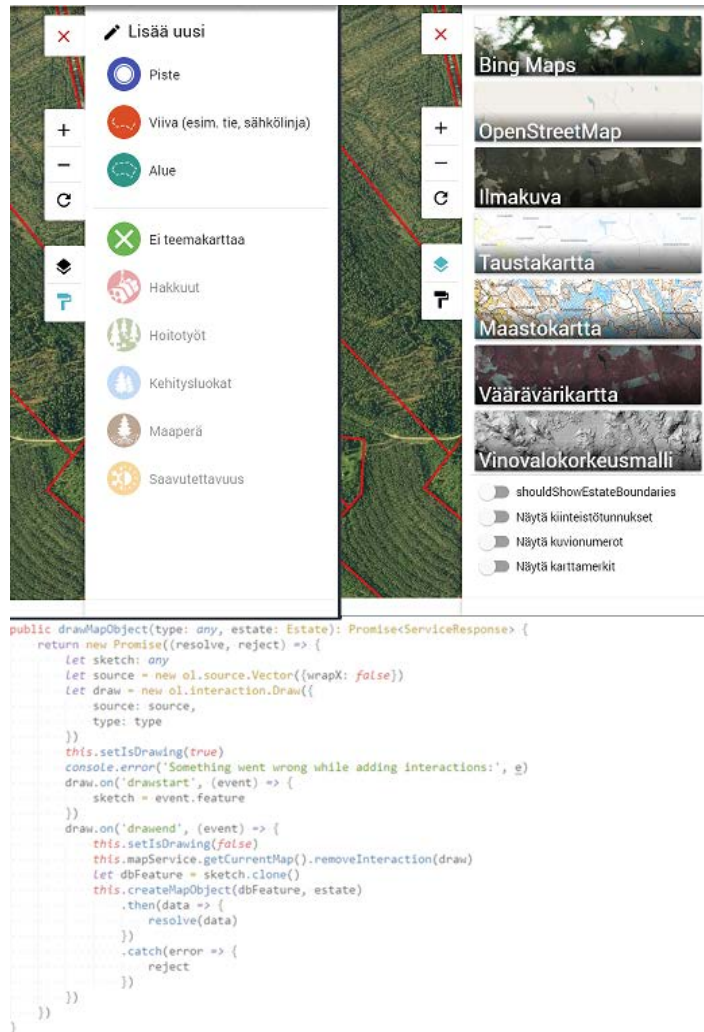 Lisää uusi
Piste
Viiva (esim. tie, sähkölinja)
Alue
Ei teemakarttaa
Hakkuut
Hoitotyöt
Kehitysluokat
Maaperä
Saavutettavuus
Bing Maps
OpenStreetMap
Ilmakuva
Taustakartta
Maastokartta
Väärävärikartta
Vinovalokorkeusmalli
shouldShowEstateBoundaries
Näytä kiinteistötunnukset
Näytä kuvionumerot
Näytä karttamerkit
public drawMapObject(type: any, estate: Estate): Promise<ServiceResponse> {
return new Promise((resolve, reject) => {
let sketch: any
let source = new ol.source.Vector({wrapX: false})
let draw = new ol.interaction.Draw({
source: source,
type: type
})
this.setIsDrawing(true)
console.error('Something went wrong while adding interactions:', e)
draw.on('drawstart', (event) => {
sketch = event.feature
})
draw.on('drawend', (event) => {
this.setIsDrawing(false)
this.mapService.getCurrentMap().removeInteraction(draw)
let dbFeature = sketch.clone()
this.createMapObject(dbFeature, estate)
.then(data => {
resolve(data)
})
.catch(error => {
reject
})
})
})
}